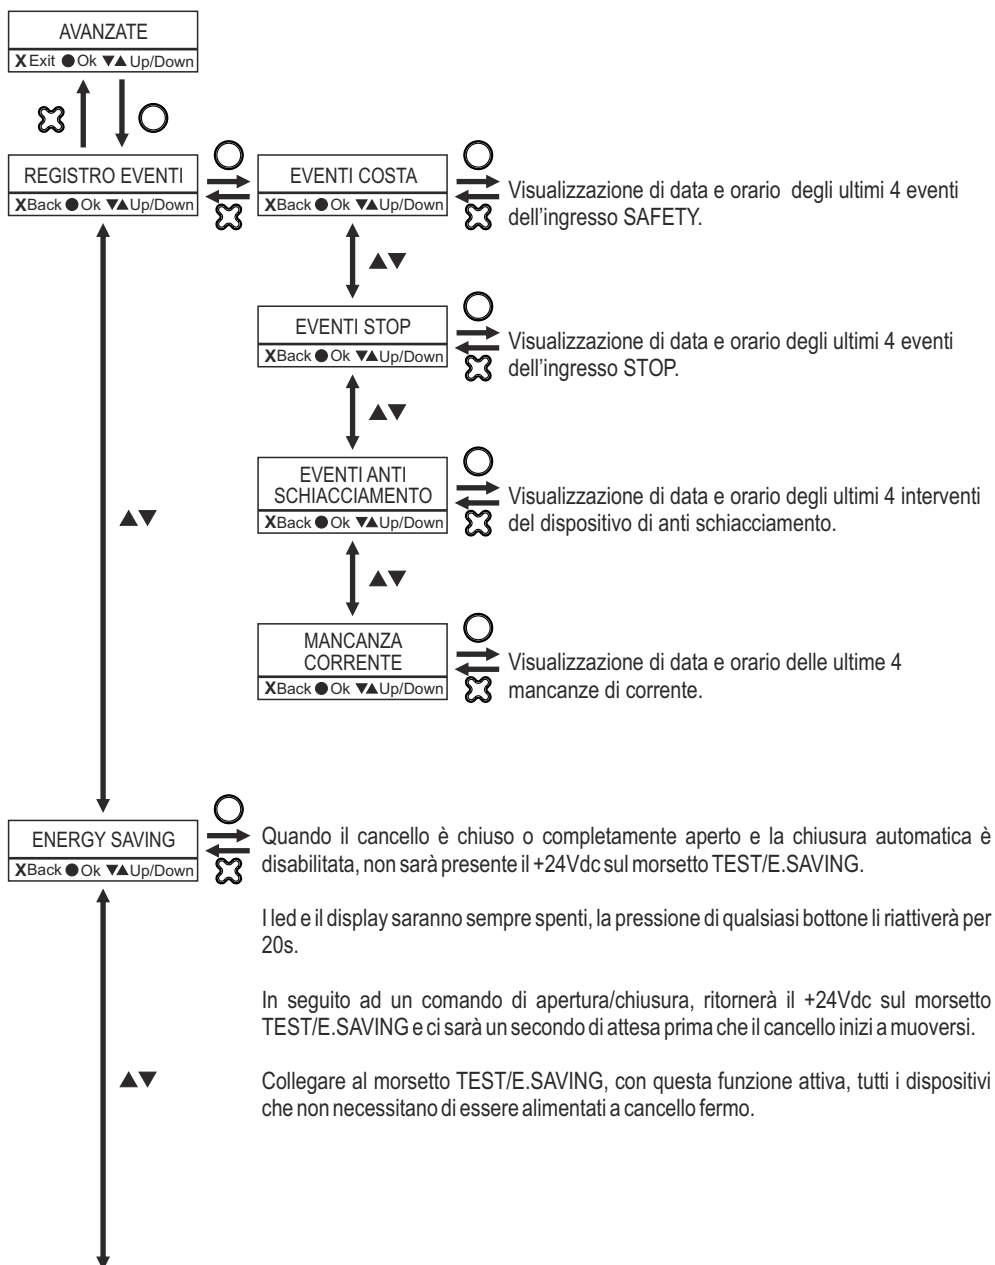 AVANZATE
X Exit ● Ok ▼▲ Up/Down
REGISTRO EVENTI
XBack ● Ok ▼▲Up/Down
EVENTI COSTA
XBack ● Ok ▼▲Up/Down
Visualizzazione di data e orario degli ultimi 4 eventi
dell'ingresso SAFETY.
▲▼
EVENTI STOP
XBack ● Ok ▼▲Up/Down
Visualizzazione di data e orario degli ultimi 4 eventi
dell'ingresso STOP.
▲▼
EVENTI ANTI
SCHIACCIAMENTO
XBack ● Ok ▼▲Up/Down
Visualizzazione di data e orario degli ultimi 4 interventi
del dispositivo di anti schiacciamento.
▲▼
▲▼
MANCANZA
CORRENTE
XBack ● Ok ▼▲Up/Down
Visualizzazione di data e orario delle ultime 4
mancanze di corrente.
ENERGY SAVING
XBack ● Ok ▼▲Up/Down
Quando il cancello è chiuso o completamente aperto e la chiusura automatica è
disabilitata, non sarà presente il +24Vdc sul morsetto TEST/E.SAVING.
I led e il display saranno sempre spenti, la pressione di qualsiasi bottone li riattiverà per
20s.
In seguito ad un comando di apertura/chiusura, ritornerà il +24Vdc sul morsetto
TEST/E.SAVING e ci sarà un secondo di attesa prima che il cancello inizi a muoversi.
▲▼
Collegare al morsetto TEST/E.SAVING, con questa funzione attiva, tutti i dispositivi
che non necessitano di essere alimentati a cancello fermo.